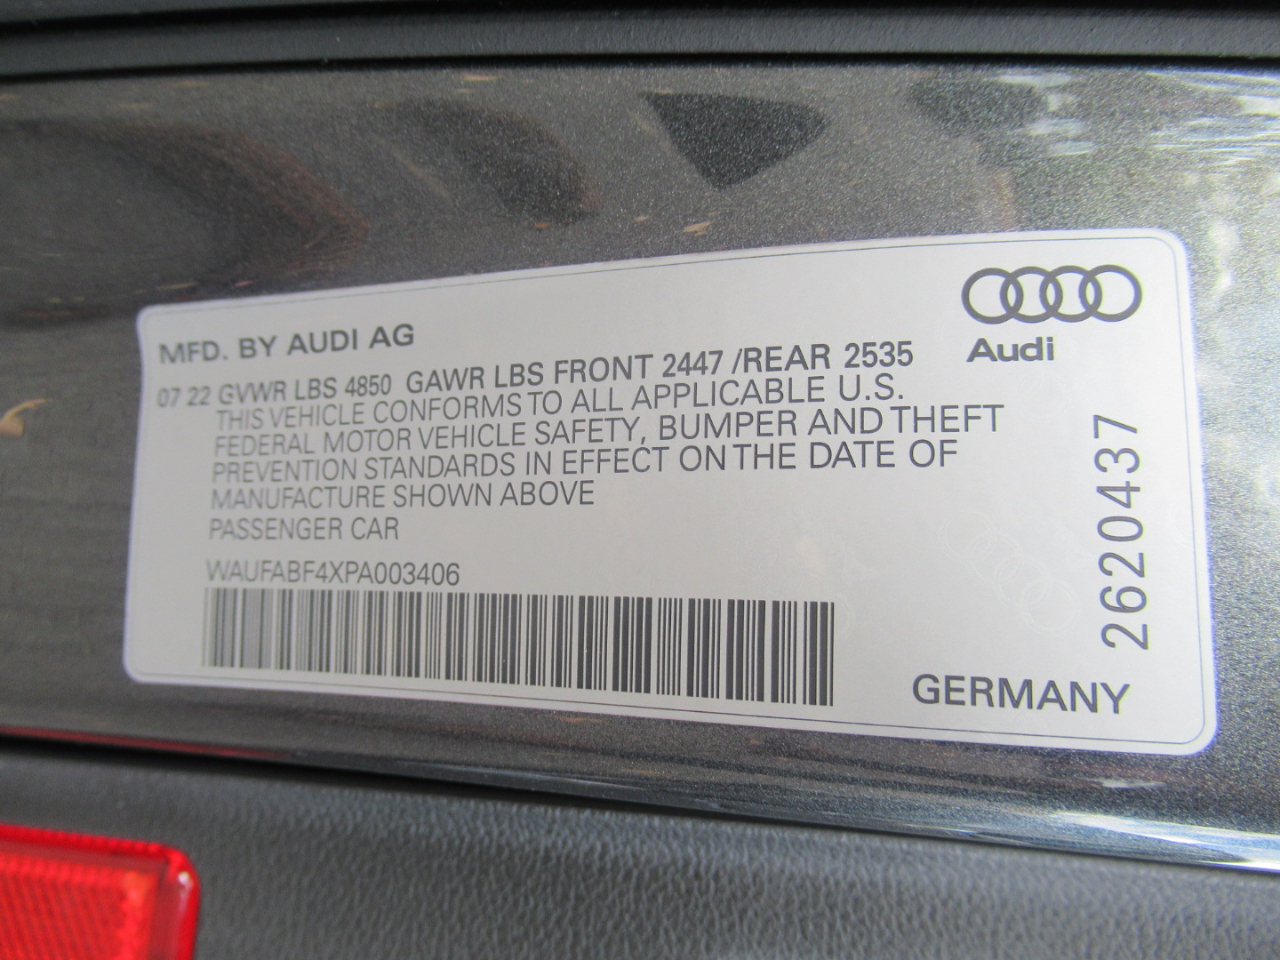 MFD. BY AUDI AG
07 22 GVWR LBS 4850 GAWR LBS FRONT 2447 /REAR 2535
THIS VEHICLE CONFORMS TO ALL APPLICABLE U.S.
FEDERAL MOTOR VEHICLE SAFETY, BUMPER AND THEFT
PREVENTION STANDARDS IN EFFECT ON THE DATE OF
MANUFACTURE SHOWN ABOVE
PASSENGER CAR
WAUFABF4XPA003406
Audi
2620437
GERMANY